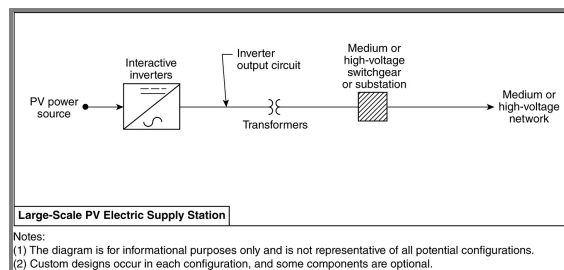 Interactive
inverters
Inverter
output circuit
Medium or
high-voltage
switchgear
or substation
PV power
source
Transformers
Medium or
high-voltage
network
Large-Scale PV Electric Supply Station
Notes:
(1) The diagram is for informational purposes only and is not representative of all potential configurations.
(2) Custom designs occur in each configuration, and some components are optional.